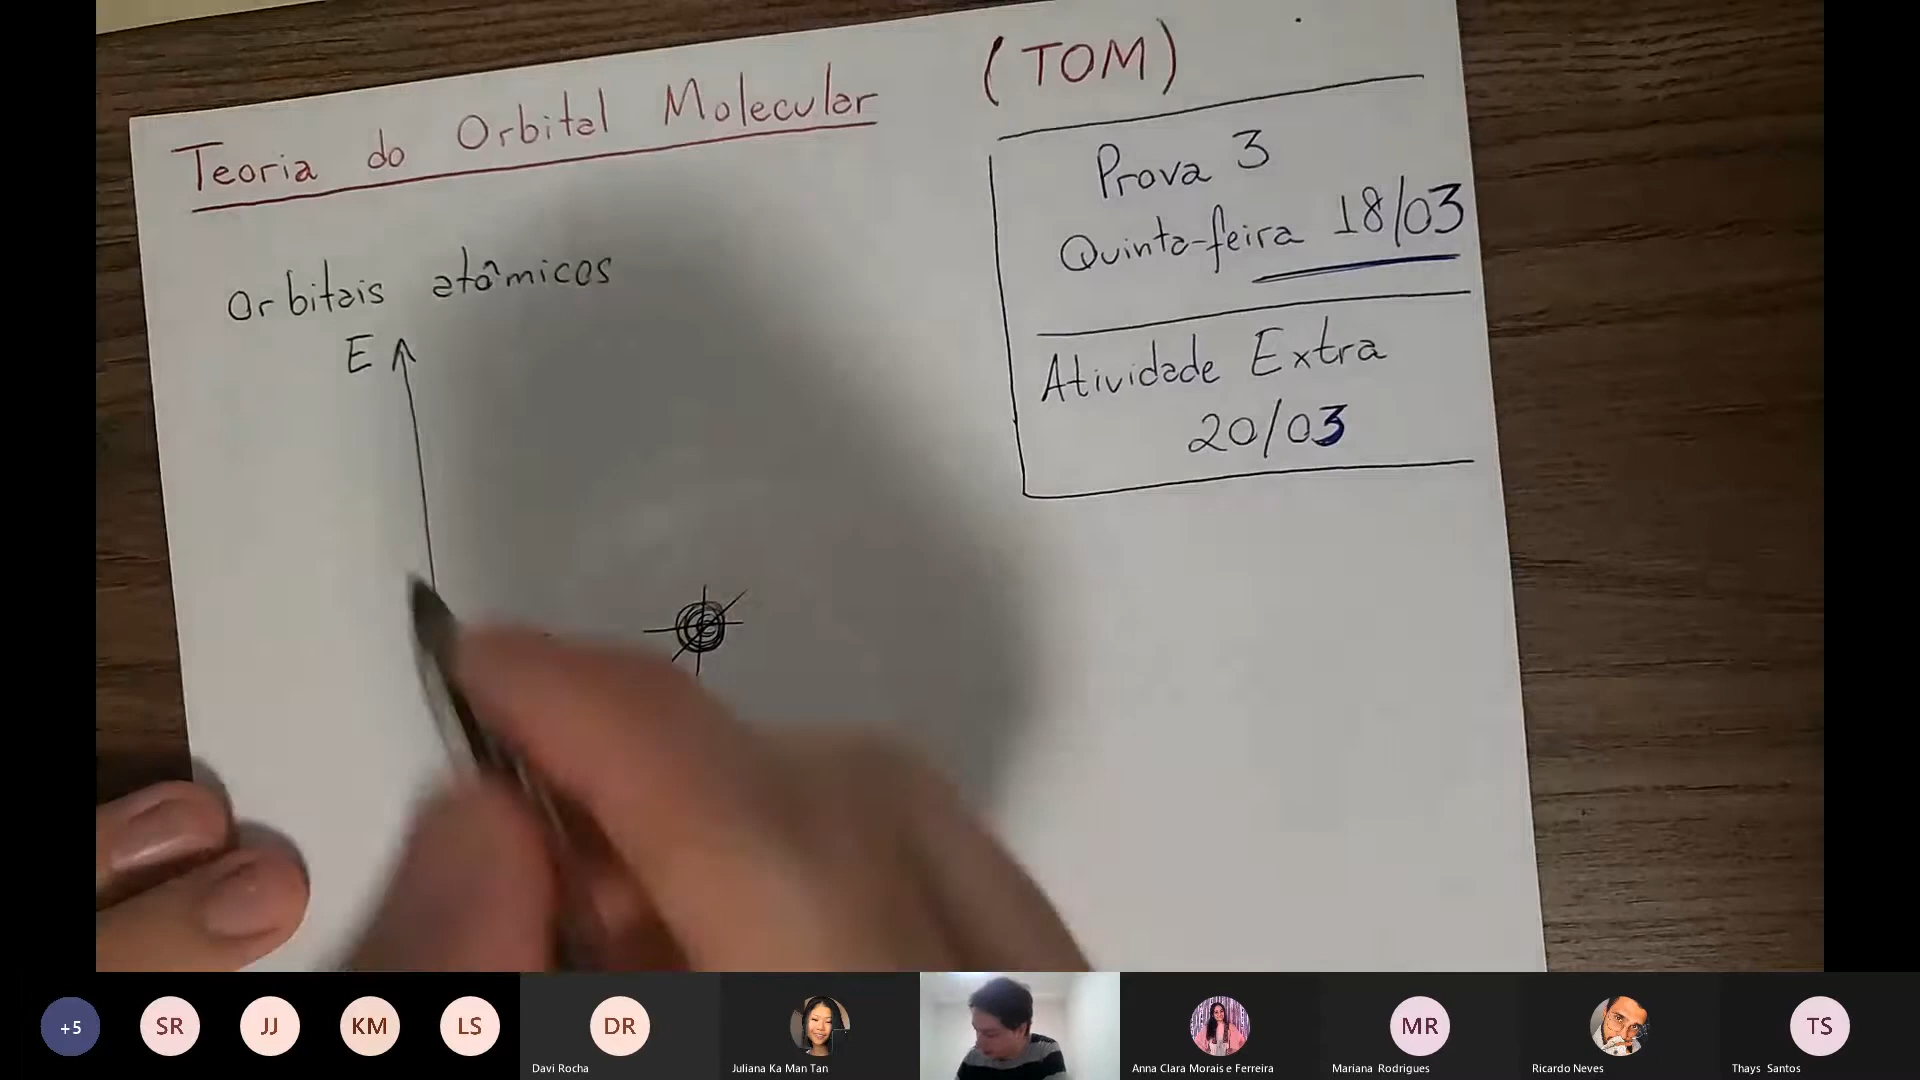 Teoria do Orbital Molecular (TOM)
Prova 3
Quinta-feira 18/03
Atividade Extra
20/03
Orbitais atômicos
E
+5
SR
JJ
KM
LS
DR
MR
TS
Davi Rocha
Juliana Ka Man Tan
Anna Clara Morais e Ferreira
Mariana Rodrigues
Ricardo Neves
Thays Santos